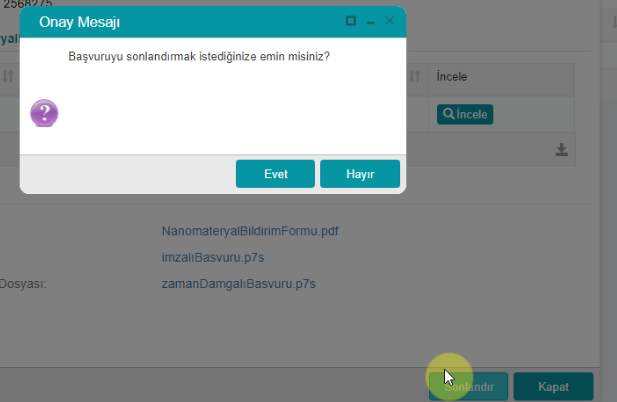 2568275
Onay Mesajı
Başvuruyu sonlandırmak istediğinize emin misiniz?
İncele
İncele
Evet
Hayır
NanomateryalBildirimFormu.pdf
imzalıBasvuru.p7s
Dosyası:
zamanDamgalıBasvuru.p7s
Sonlandır
Kapat